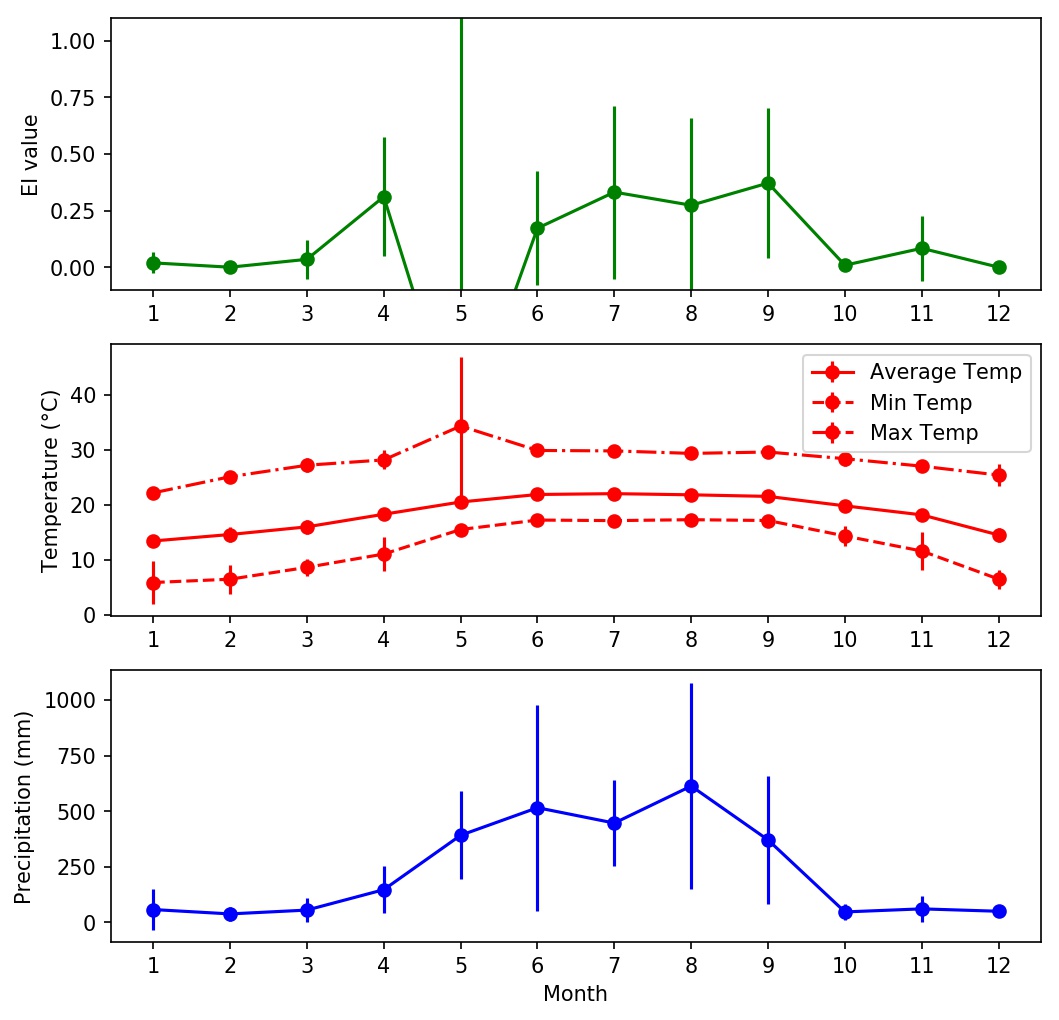 EI value
1.00
0.75
0.50
0.25
0.00
1 2 3 4 5 6 7 8 9 10 11 12
Temperature (°C)
40
30
20
10
0
Average Temp
Min Temp
Max Temp
1 2 3 4 5 6 7 8 9 10 11 12
Precipitation (mm)
1000
750
500
250
0
1 2 3 4 5 6 7 8 9 10 11 12
Month